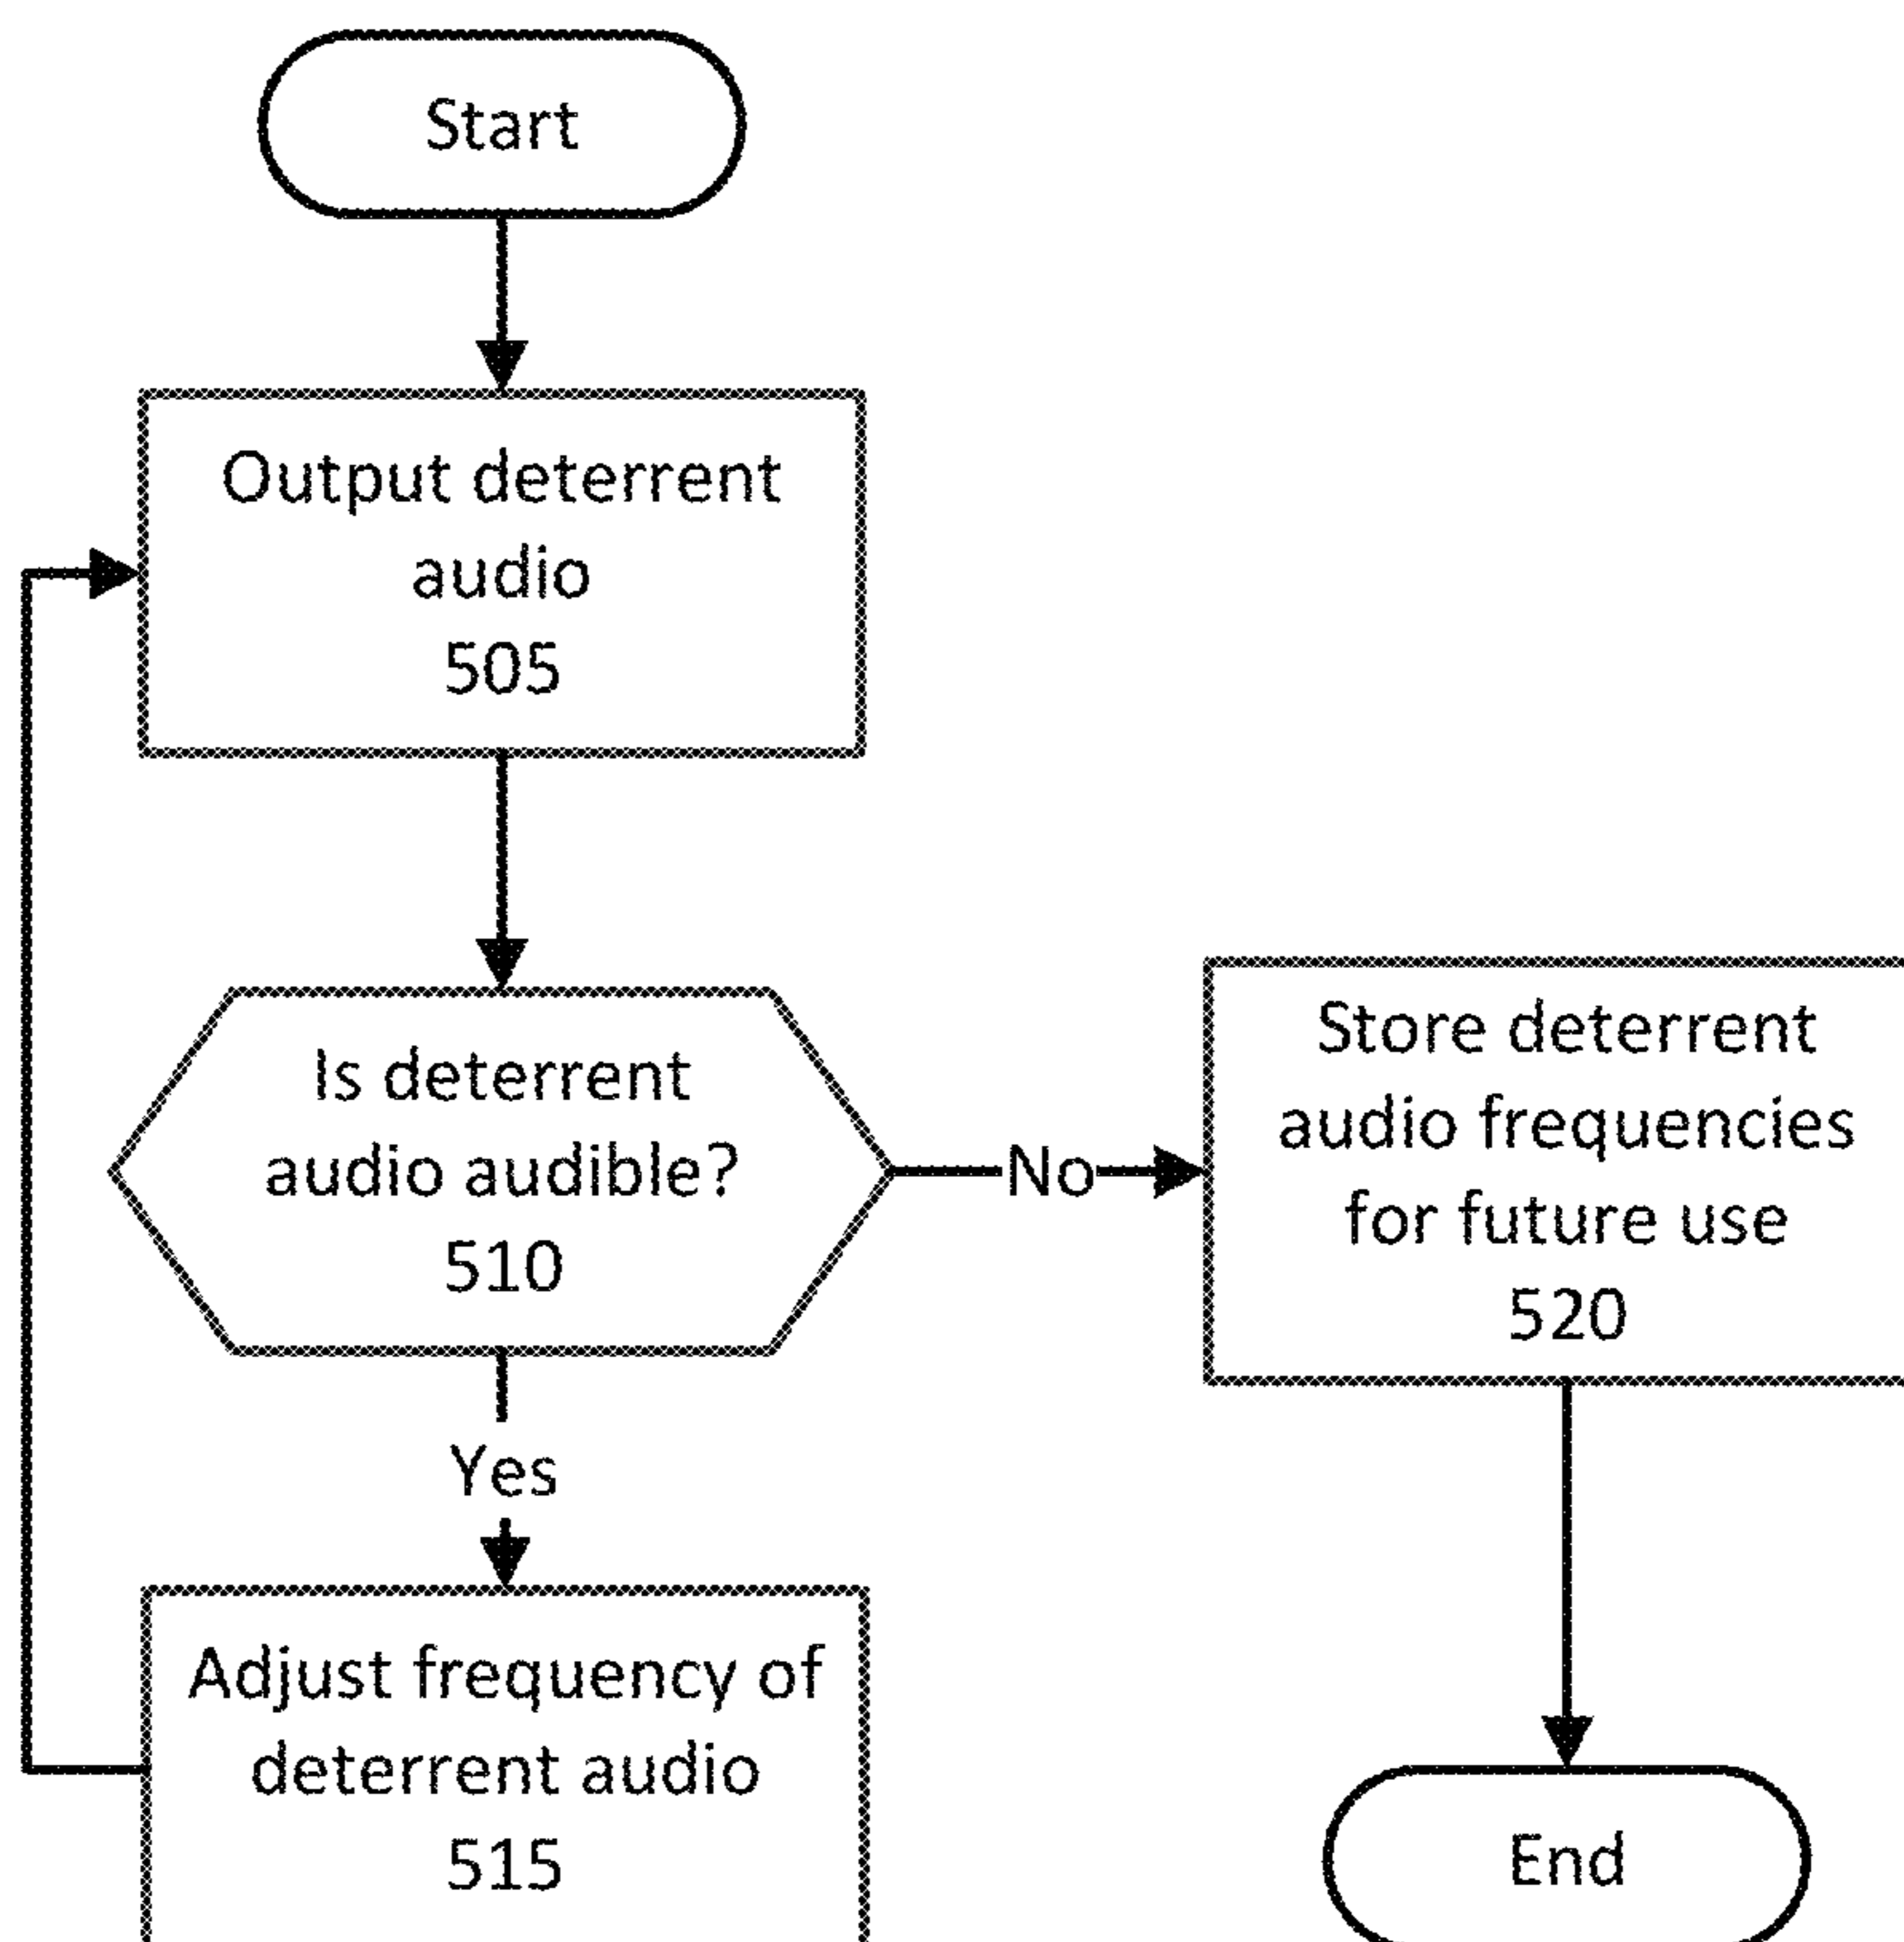 Start
Output deterrent
audio
505
Is deterrent
audio audible?
510
No
Store deterrent
audio frequencies
for future use
520
Yes
Adjust frequency of
deterrent audio
515
End